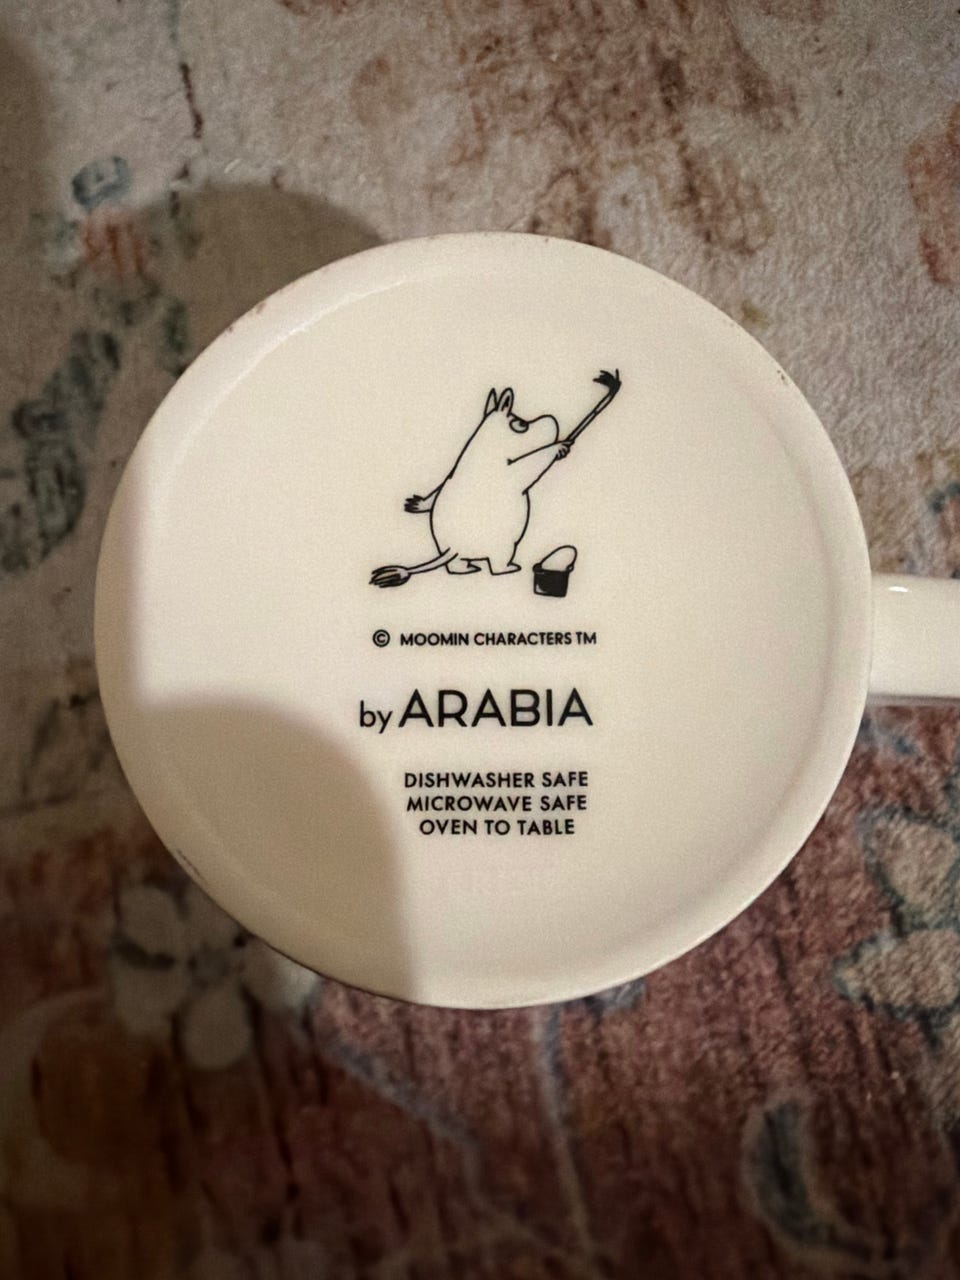 © MOOMIN CHARACTERS TM
by ARABIA
DISHWASHER SAFE
MICROWAVE SAFE
OVEN TO TABLE